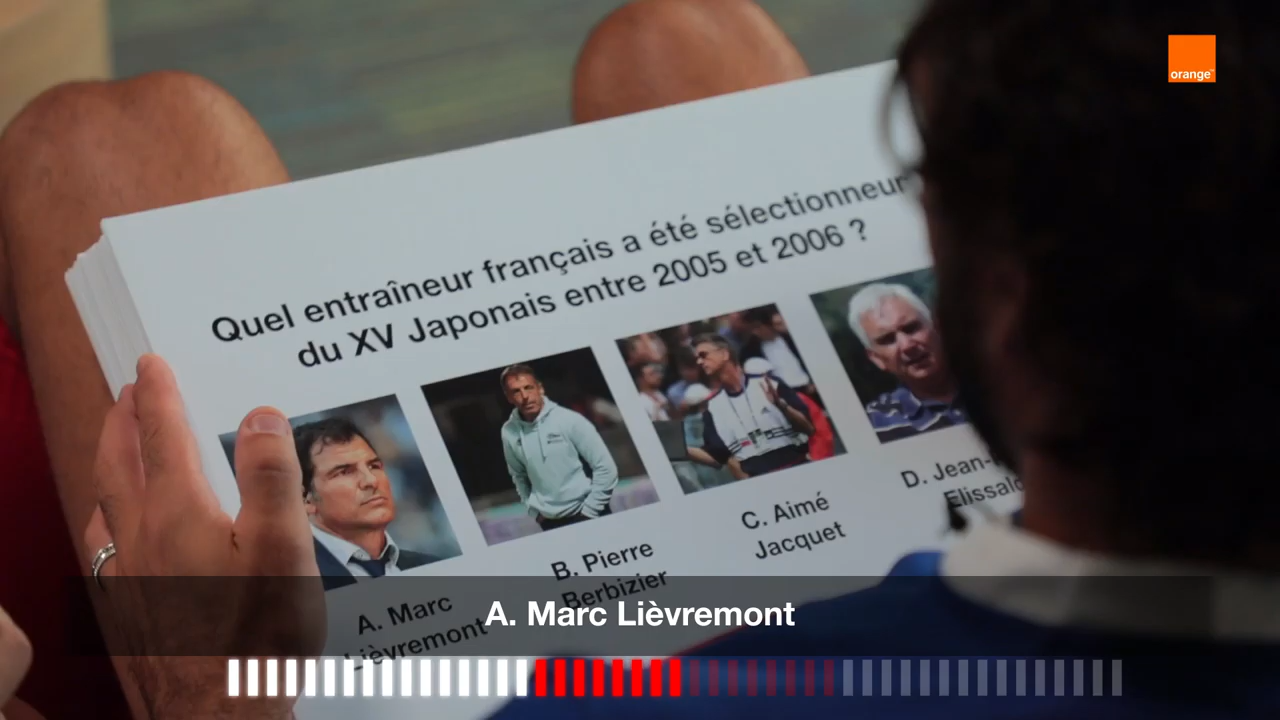 orange
Quel entraîneur français a été sélectionneur
du XV Japonais entre 2005 et 2006 ?
A. Marc
Lièvremont
B. Pierre
Berbizier
C. Aimé
Jacquet
D. Jean-
Elissald
A. Marc Lièvremont